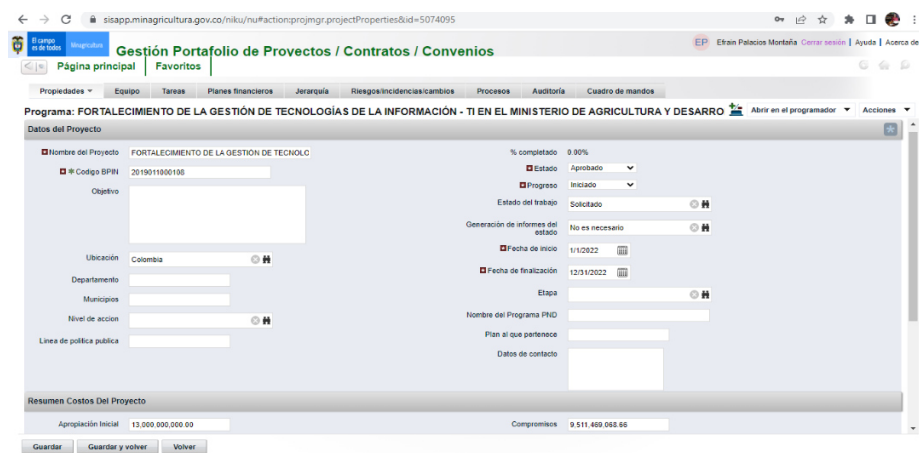 sisapp.minagricultura.gov.co/niku/nu#action:projmgr.projectProperties&id=5074095
El campo es de todos Minagricultura
Gestión Portafolio de Proyectos / Contratos / Convenios
EP Efrain Palacios Montaña Cerrar sesión | Ayuda | Acerca de
Página principal Favoritos
Propiedades Equipo Tareas Planes financieros Jerarquía Riesgos/incidencias/cambios Procesos Auditoría Cuadro de mandos
Programa: FORTALECIMIENTO DE LA GESTIÓN DE TECNOLOGÍAS DE LA INFORMACIÓN - TI EN EL MINISTERIO DE AGRICULTURA Y DESARRO Abrir en el programador Acciones
Datos del Proyecto
Nombre del Proyecto FORTALECIMIENTO DE LA GESTIÓN DE TECNOLC
% completado 0.00%
Codigo BPIN 2019011000108
Estado Aprobado
Progreso Iniciado
Objetivo
Estado del trabajo Solicitado
Generación de informes del estado No es necesario
Fecha de inicio 1/1/2022
Ubicación Colombia
Fecha de finalización 12/31/2022
Departamento
Etapa
Municipios
Nombre del Programa PND
Nivel de accion
Plan al que pertenece
Linea de politica publica
Datos de contacto
Resumen Costos Del Proyecto
Apropiación Inicial 13,000,000,000.00
Compromisos 9,511,469,068.66
Guardar Guardar y volver Volver